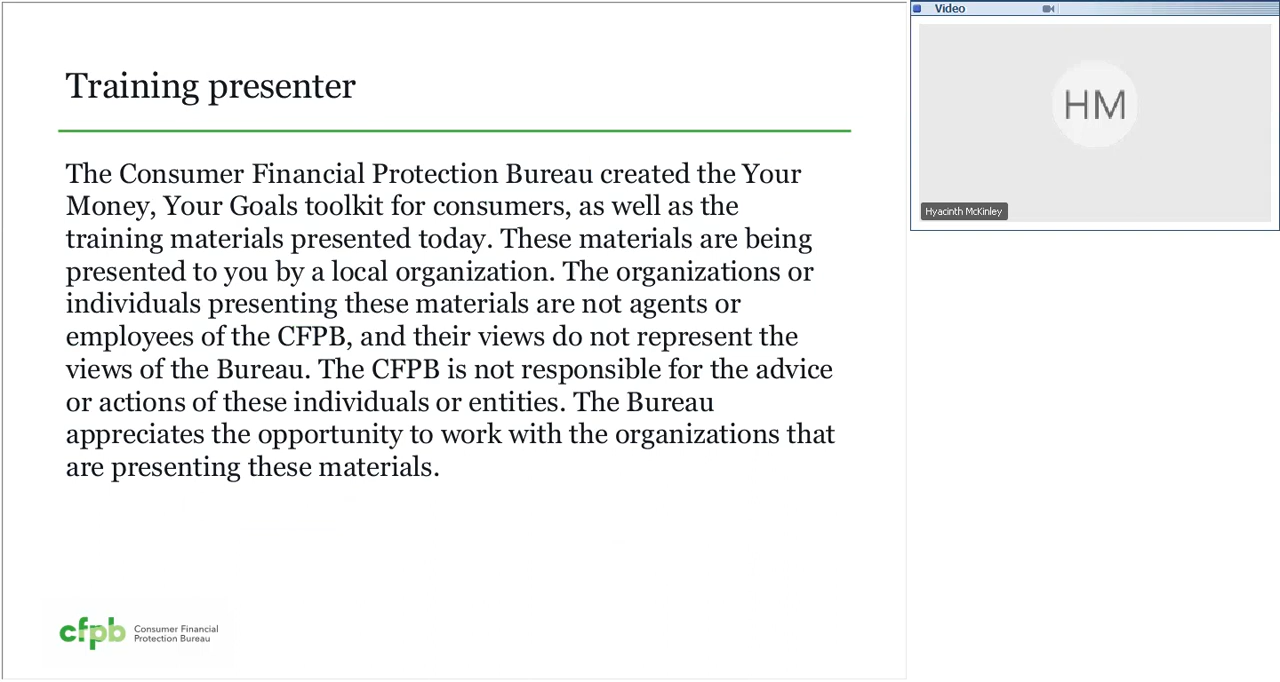 Training presenter
The Consumer Financial Protection Bureau created the Your
Money, Your Goals toolkit for consumers, as well as the
training materials presented today. These materials are being
presented to you by a local organization. The organizations or
individuals presenting these materials are not agents or
employees of the CFPB, and their views do not represent the
views of the Bureau. The CFPB is not responsible for the advice
or actions of these individuals or entities. The Bureau
appreciates the opportunity to work with the organizations that
are presenting these materials.
cfpb
Consumer Financial
Protection Bureau
Video
HM
Hyacinth McKinley